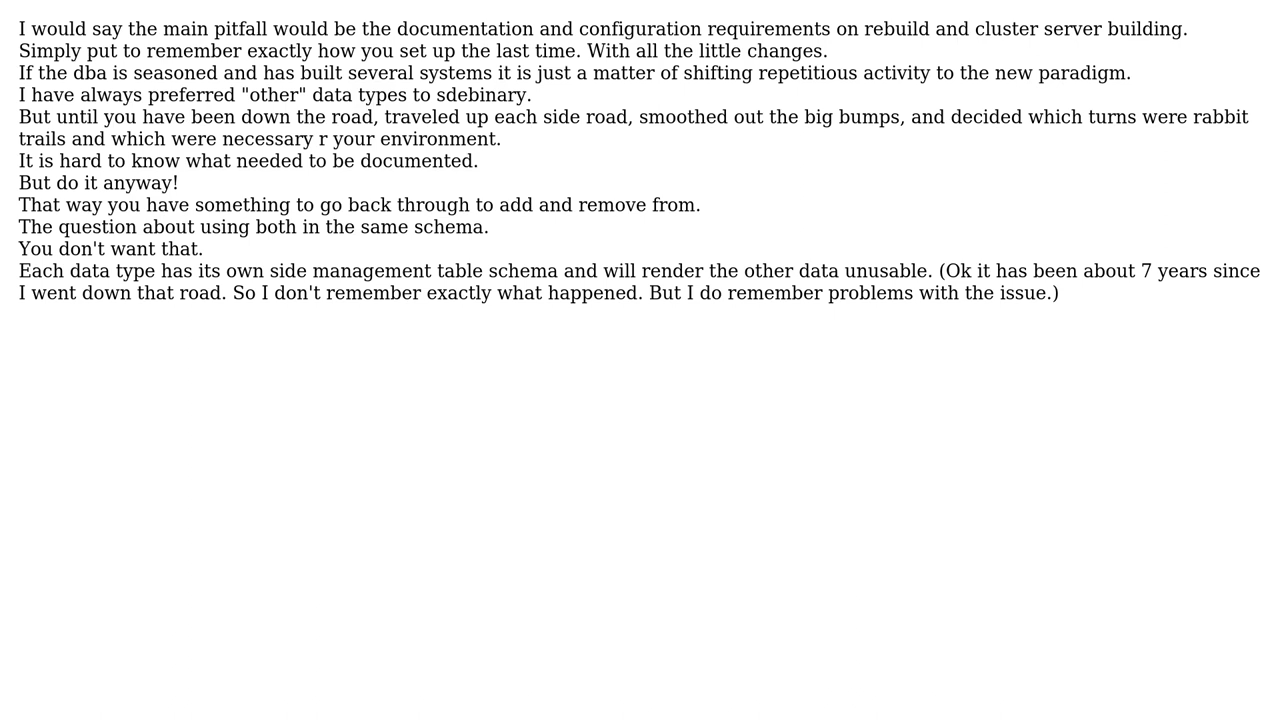 I would say the main pitfall would be the documentation and configuration requirements on rebuild and cluster server building.
Simply put to remember exactly how you set up the last time. With all the little changes.
If the dba is seasoned and has built several systems it is just a matter of shifting repetitious activity to the new paradigm.
I have always preferred "other" data types to sdebinary.
But until you have been down the road, traveled up each side road, smoothed out the big bumps, and decided which turns were rabbit
trails and which were necessary r your environment.
It is hard to know what needed to be documented.
But do it anyway!
That way you have something to go back through to add and remove from.
The question about using both in the same schema.
You don't want that.
Each data type has its own side management table schema and will render the other data unusable. (Ok it has been about 7 years since
I went down that road. So I don't remember exactly what happened. But I do remember problems with the issue.)